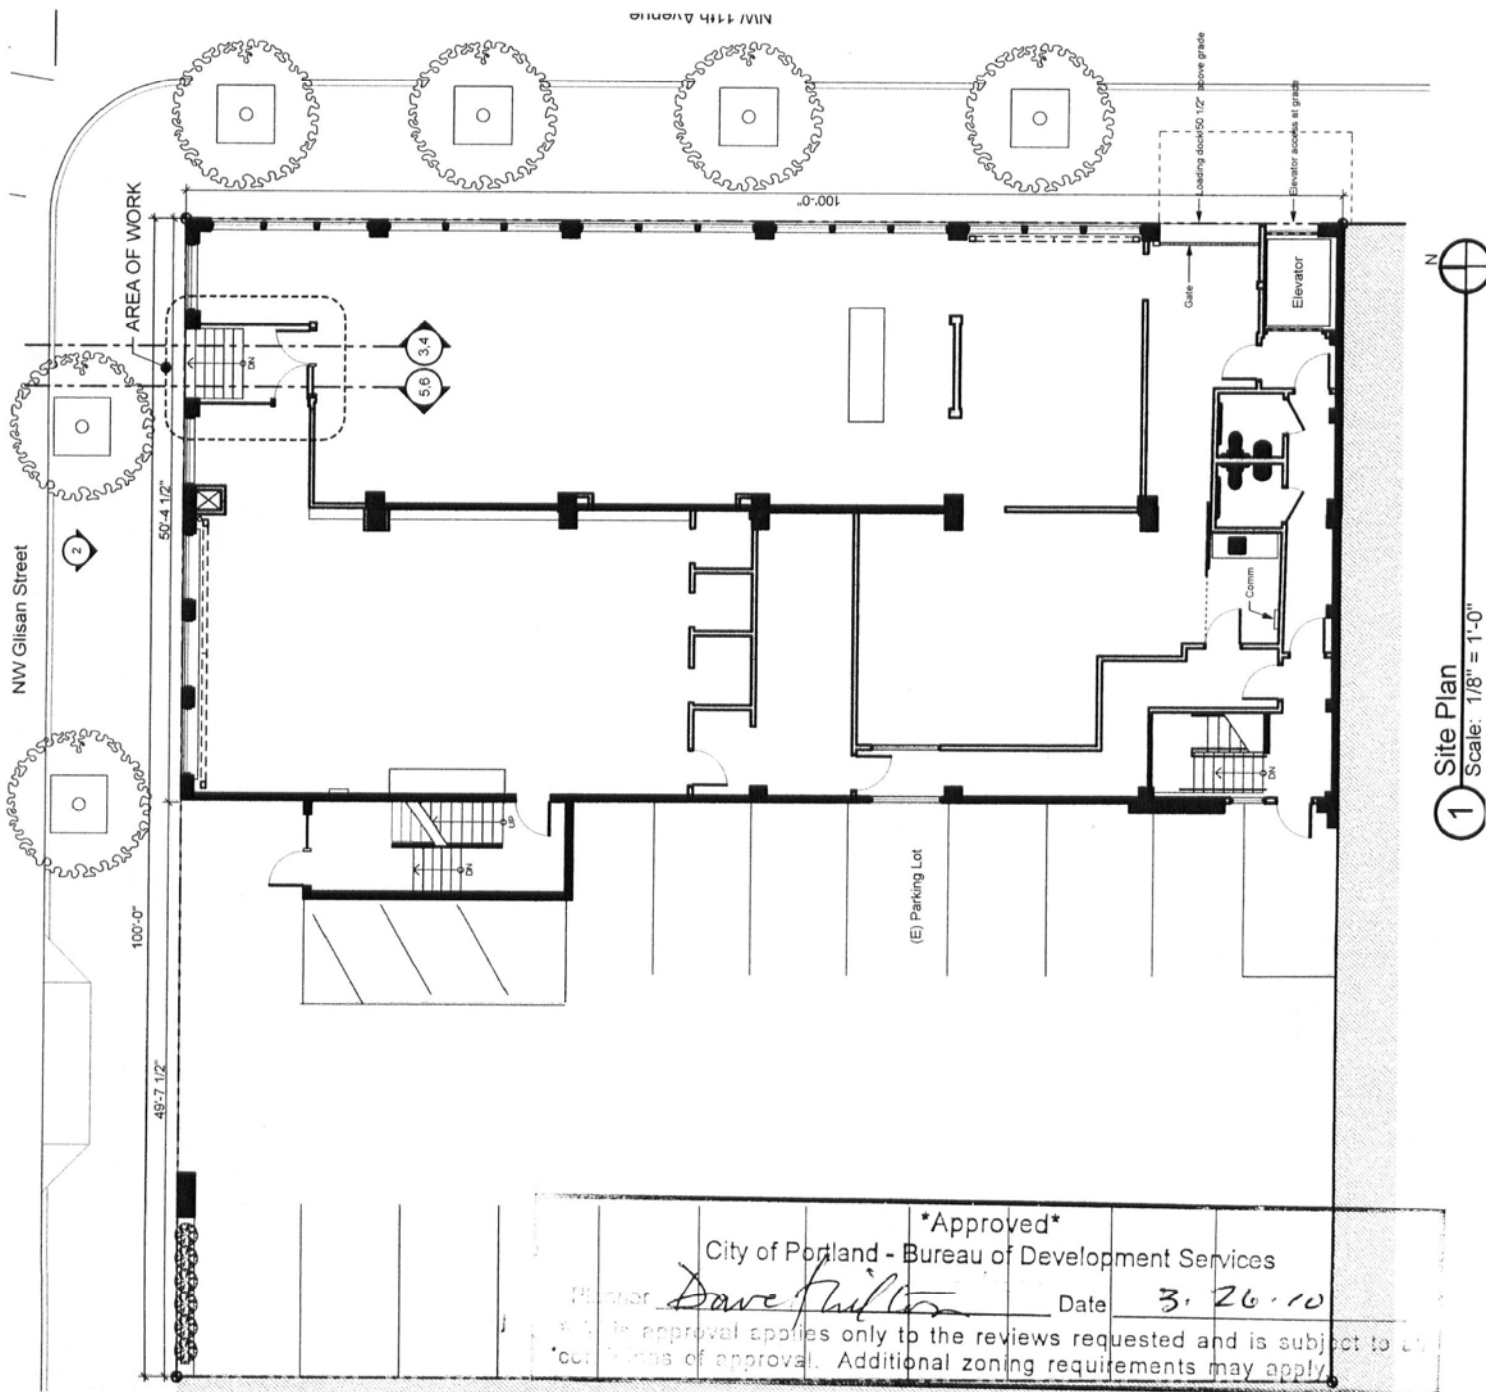 NW 11th Avenue
Loading dock 50 1/2" above grade
Elevator access at grade
100'-0"
AREA OF WORK
N
Gate
Elevator
DN
3,4
5,6
50'-4 1/2"
NW Glisan Street
2
Comm
Site Plan
1
Scale: 1/8" = 1'-0"
DN
UP
DN
(E) Parking Lot
100'-0"
49'-7 1/2"
*Approved*
City of Portland - Bureau of Development Services
Planner Dave Date 3.26.10
approval applies only to the reviews requested and is subject to all
*conditions of approval. Additional zoning requirements may apply.